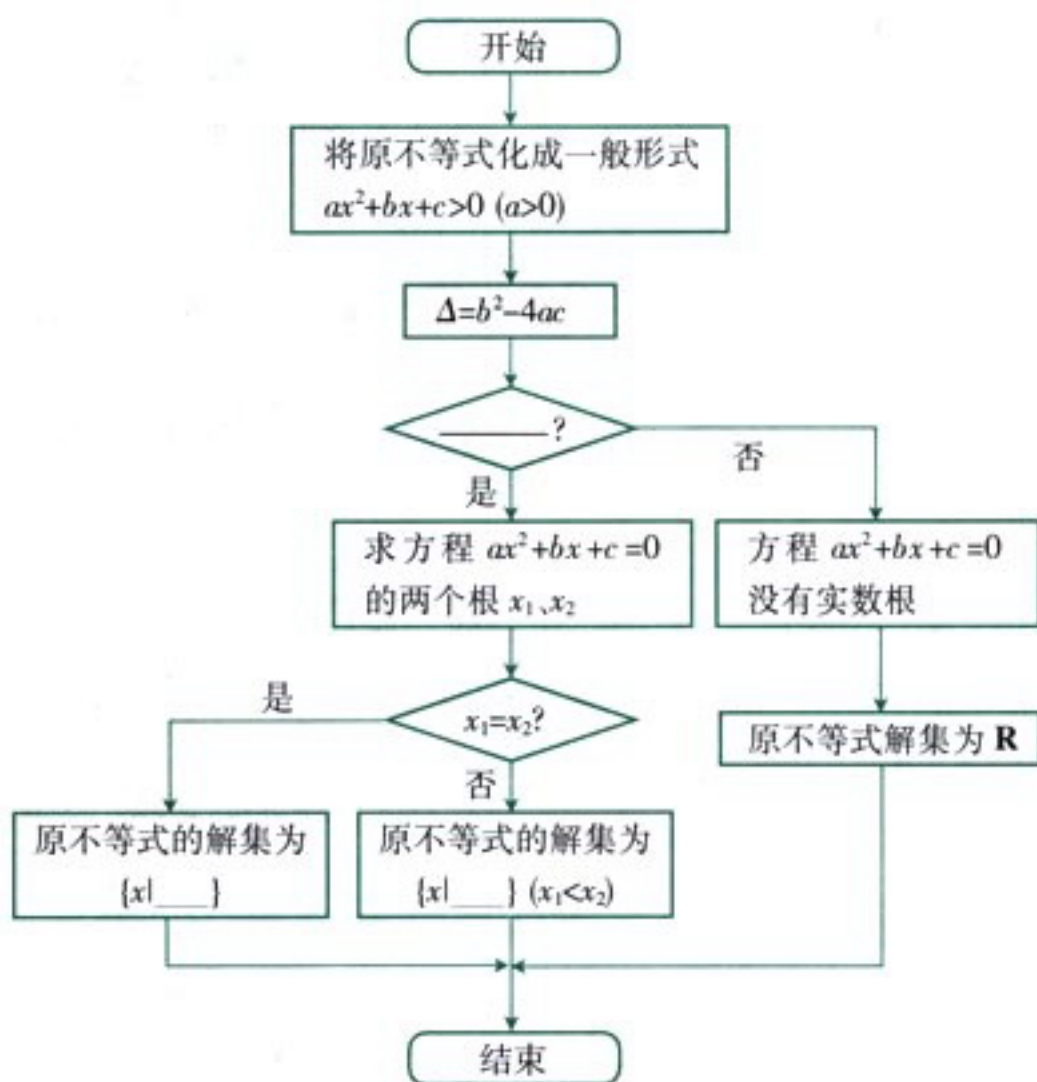 开始
将原不等式化成一般形式
ax²+bx+c>0 (a>0)
Δ=b²-4ac
______?
否
是
求方程 ax²+bx+c=0
的两个根 x₁、x₂
方程 ax²+bx+c=0
没有实数根
是
x₁=x₂?
原不等式解集为 R
否
原不等式的解集为
{x|___}
原不等式的解集为
{x|___} (x₁<x₂)
结束